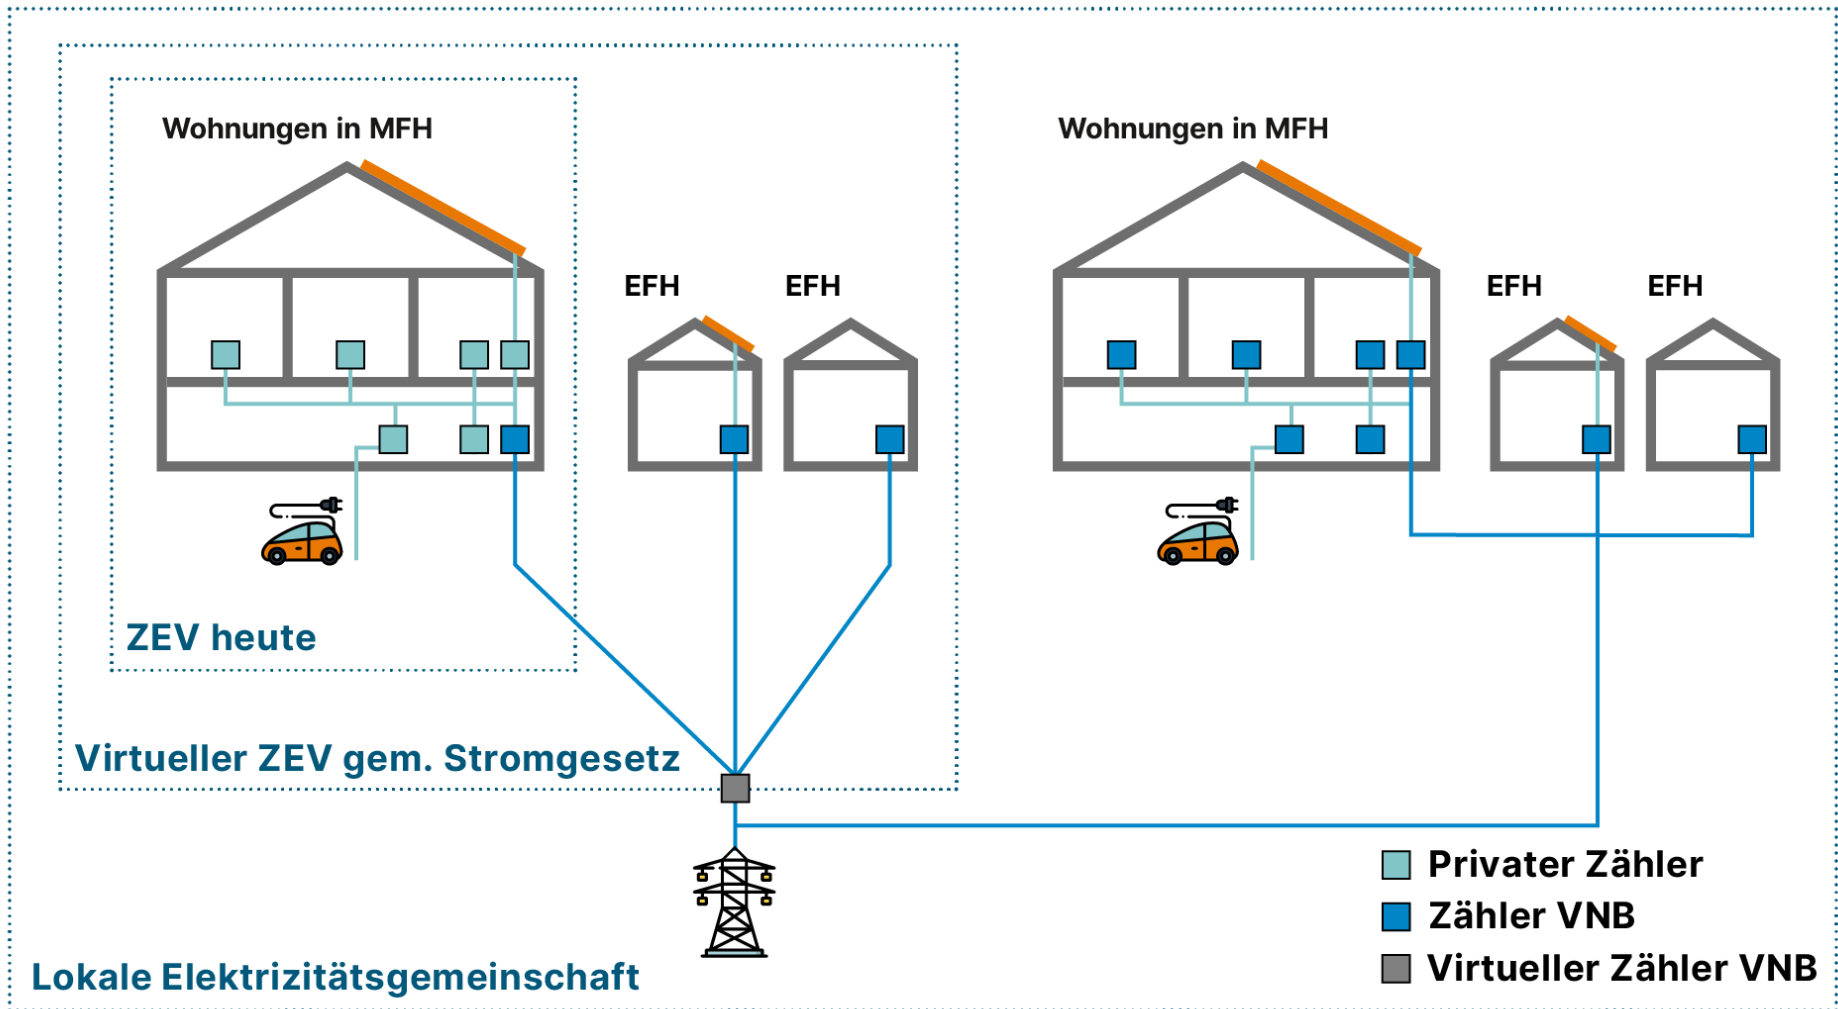 Wohnungen in MFH
EFH
EFH
Wohnungen in MFH
EFH
EFH
ZEV heute
Virtueller ZEV gem. Stromgesetz
Lokale Elektrizitätsgemeinschaft
Privater Zähler
Zähler VNB
Virtueller Zähler VNB